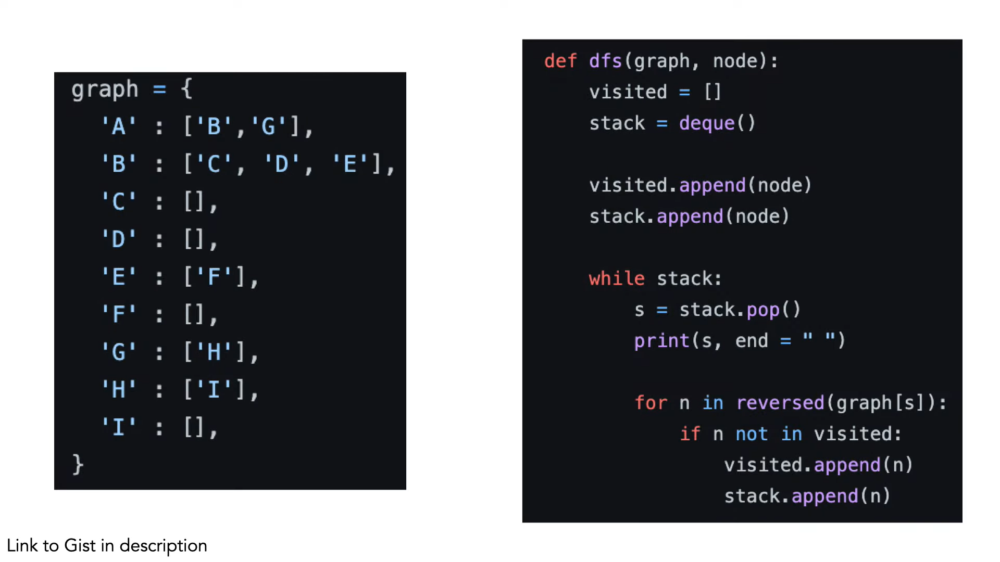 graph = {
'A' : ['B','G'],
'B' : ['C', 'D', 'E'],
'C' : [],
'D' : [],
'E' : ['F'],
'F' : [],
'G' : ['H'],
'H' : ['I'],
'I' : [],
}
def dfs(graph, node):
visited = []
stack = deque()
visited.append(node)
stack.append(node)
while stack:
s = stack.pop()
print(s, end = " ")
for n in reversed(graph[s]):
if n not in visited:
visited.append(n)
stack.append(n)
Link to Gist in description